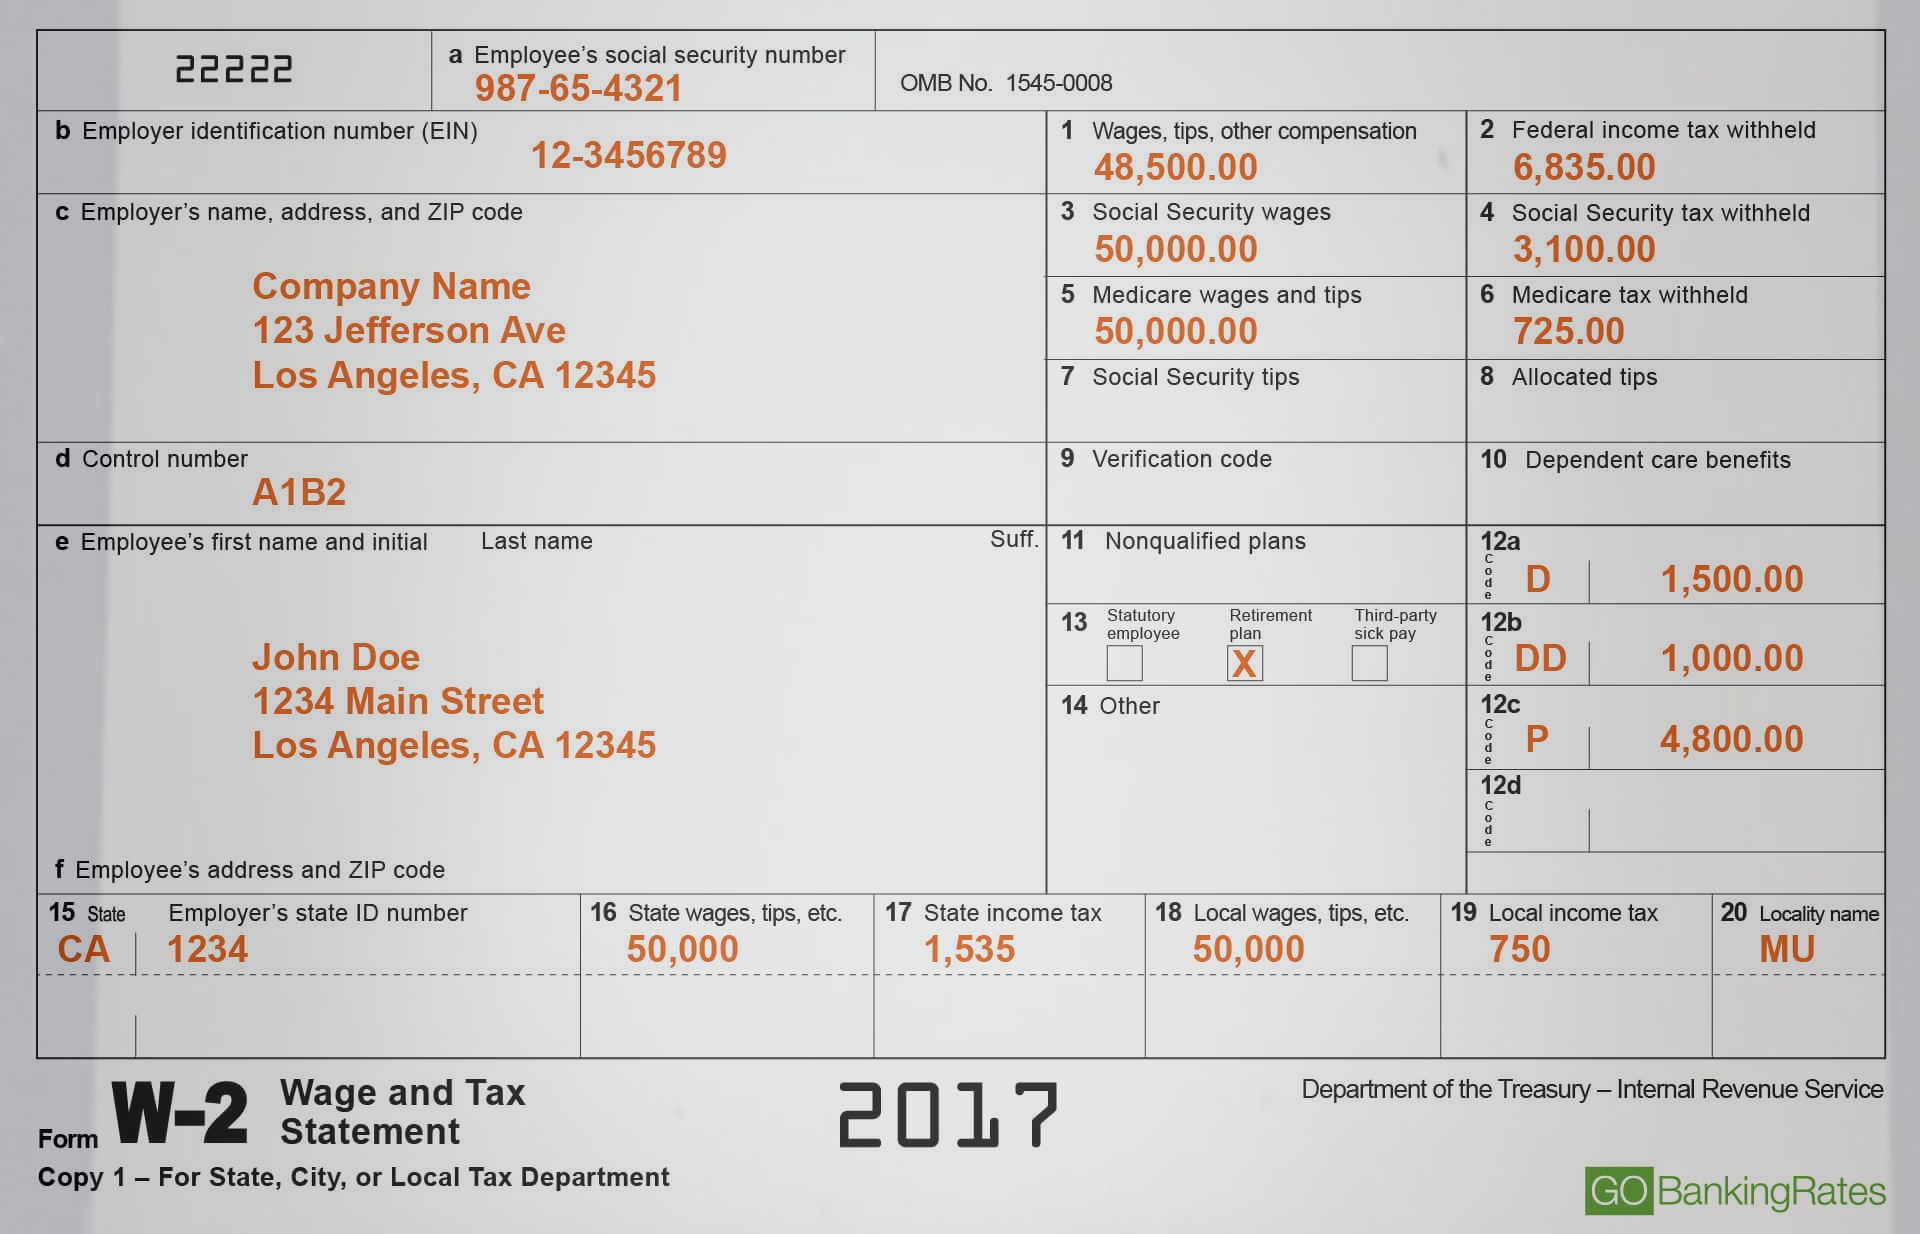 22222
a Employee's social security number
987-65-4321
OMB No. 1545-0008
b Employer identification number (EIN)
12-3456789
1 Wages, tips, other compensation
48,500.00
2 Federal income tax withheld
6,835.00
c Employer's name, address, and ZIP code
Company Name
123 Jefferson Ave
Los Angeles, CA 12345
3 Social Security wages
50,000.00
4 Social Security tax withheld
3,100.00
5 Medicare wages and tips
50,000.00
6 Medicare tax withheld
725.00
7 Social Security tips
8 Allocated tips
d Control number
A1B2
9 Verification code
10 Dependent care benefits
e Employee's first name and initial Last name Suff.
John Doe
1234 Main Street
Los Angeles, CA 12345
f Employee's address and ZIP code
11 Nonqualified plans
12a
Code D 1,500.00
13 Statutory employee Retirement plan Third-party sick pay
X
12b
Code DD 1,000.00
14 Other
12c
Code P 4,800.00
12d
Code
15 State Employer's state ID number
CA 1234
16 State wages, tips, etc.
50,000
17 State income tax
1,535
18 Local wages, tips, etc.
50,000
19 Local income tax
750
20 Locality name
MU
Form W-2 Wage and Tax
Statement
2017
Department of the Treasury – Internal Revenue Service
Copy 1 – For State, City, or Local Tax Department
GOBankingRates